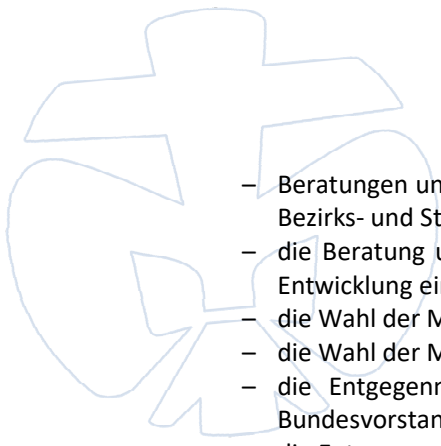 – Beratungen un
Bezirks- und St
– die Beratung u
Entwicklung ei
– die Wahl der M
– die Wahl der M
– die Entgegenn
Bundesvorstan